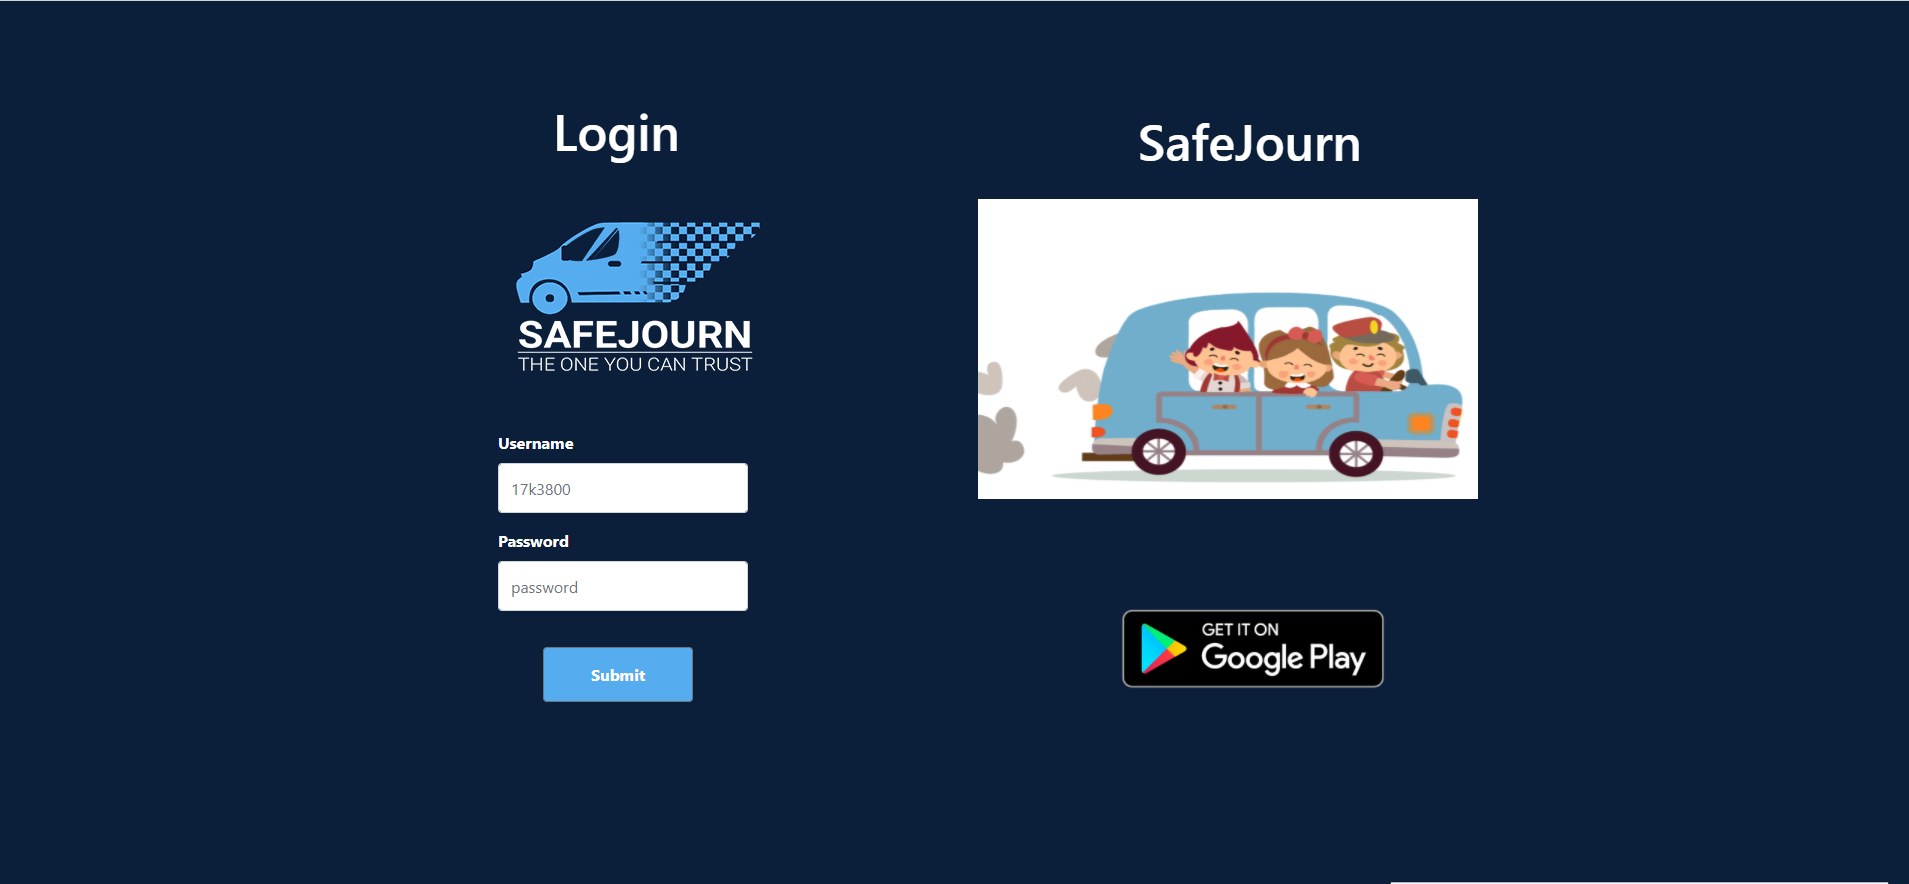 Login
SAFEJOURN
THE ONE YOU CAN TRUST
Username
17k3800
Password
password
Submit
SafeJourn
GET IT ON
Google Play